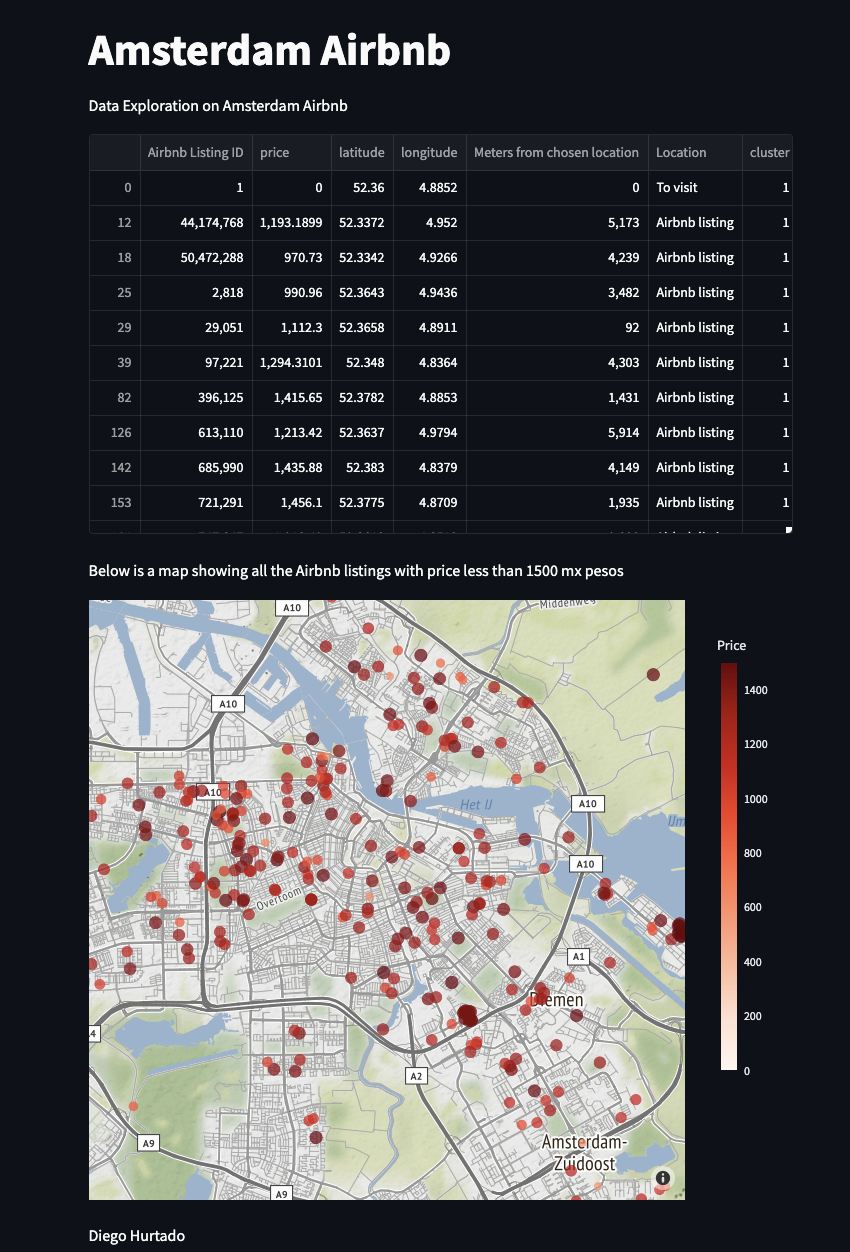 Amsterdam Airbnb
Data Exploration on Amsterdam Airbnb
Airbnb Listing ID price latitude longitude Meters from chosen location Location cluster
0 1 0 52.36 4.8852 0 To visit 1
12 44,174,768 1,193.1899 52.3372 4.952 5,173 Airbnb listing 1
18 50,472,288 970.73 52.3342 4.9266 4,239 Airbnb listing 1
25 2,818 990.96 52.3643 4.9436 3,482 Airbnb listing 1
29 29,051 1,112.3 52.3658 4.8911 92 Airbnb listing 1
39 97,221 1,294.3101 52.348 4.8364 4,303 Airbnb listing 1
82 396,125 1,415.65 52.3782 4.8853 1,431 Airbnb listing 1
126 613,110 1,213.42 52.3637 4.9794 5,914 Airbnb listing 1
142 685,990 1,435.88 52.383 4.8379 4,149 Airbnb listing 1
153 721,291 1,456.1 52.3775 4.8709 1,935 Airbnb listing 1
Below is a map showing all the Airbnb listings with price less than 1500 mx pesos
A10
Middenweg
Price
1400
A10
1200
A10
1000
Het IJ
A10
IJm
800
A10
600
Overtoom
400
A1
Diemen
200
4
0
A2
A9
Amsterdam-
Zuidoost
A9
Diego Hurtado